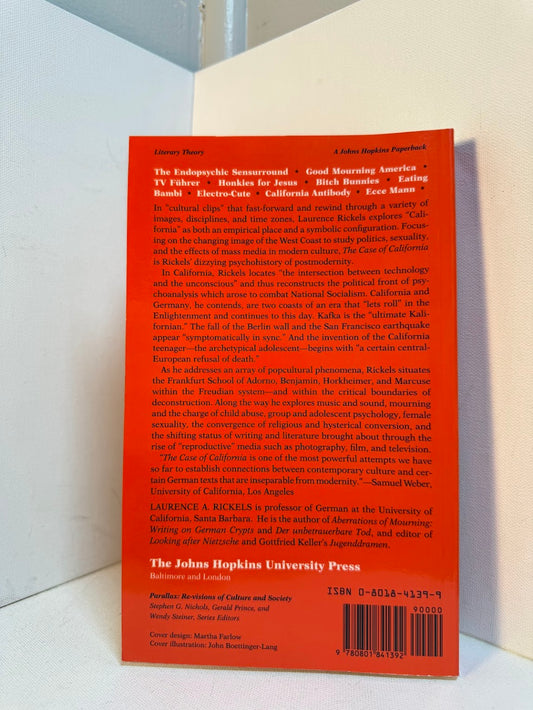 Literary Theory A Johns Hopkins Paperback
The Endopsychic Sensurround • Good Mourning America •
TV Führer • Honkies for Jesus • Bitch Bunnies • Eating
Bambi • Electro-Cute • California Antibody • Ecce Mann •
In "cultural clips" that fast-forward and rewind through a variety of
images, disciplines, and time zones, Laurence Rickels explores "Cali-
fornia" as both an empirical place and a symbolic configuration. Focus-
ing on the changing image of the West Coast to study politics, sexuality,
and the effects of mass media in modern culture, The Case of California
is Rickels' dizzying psychohistory of postmodernity.
In California, Rickels locates "the intersection between technology
and the unconscious" and thus reconstructs the political front of psy-
choanalysis which arose to combat National Socialism. California and
Germany, he contends, are two coasts of an era that "lets roll" in the
Enlightenment and continues to this day. Kafka is the "ultimate Kali-
fornian." The fall of the Berlin wall and the San Francisco earthquake
appear "symptomatically in sync." And the invention of the California
teenager—the archetypical adolescent—begins with "a certain central-
European refusal of death."
As he addresses an array of popcultural phenomena, Rickels situates
the Frankfurt School of Adorno, Benjamin, Horkheimer, and Marcuse
within the Freudian system—and within the critical boundaries of
deconstruction. Along the way he explores music and sound, mourning
and the charge of child abuse, group and adolescent psychology, female
sexuality, the convergence of religious and hysterical conversion, and
the shifting status of writing and literature brought about through the
rise of "reproductive" media such as photography, film, and television.
"The Case of California is one of the most powerful attempts we have
so far to establish connections between contemporary culture and cer-
tain German texts that are inseparable from modernity."—Samuel Weber,
University of California, Los Angeles
LAURENCE A. RICKELS is professor of German at the University of
California, Santa Barbara. He is the author of Aberrations of Mourning:
Writing on German Crypts and Der unbetrauerbare Tod, and editor of
Looking after Nietzsche and Gottfried Keller's Jugenddramen.
The Johns Hopkins University Press
Baltimore and London
ISBN 0-8018-4139-9
90000
Parallax: Re-visions of Culture and Society
Stephen G. Nichols, Gerald Prince, and
Wendy Steiner, Series Editors
Cover design: Martha Farlow
Cover illustration: John Boettinger-Lang
9 780801 841392